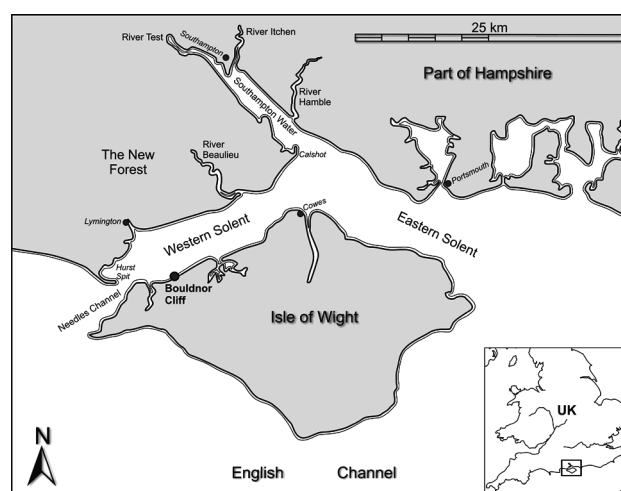 River Itchen
River Test
Southampton
25 km
Part of Hampshire
Southampton Water
River
Hamble
River
Beaulieu
Calshot
The New
Forest
Portsmouth
Lymington
Cowes
Western Solent
Eastern Solent
Hurst
Spit
Needles Channel
Bouldnor
Cliff
Isle of Wight
UK
N
English Channel